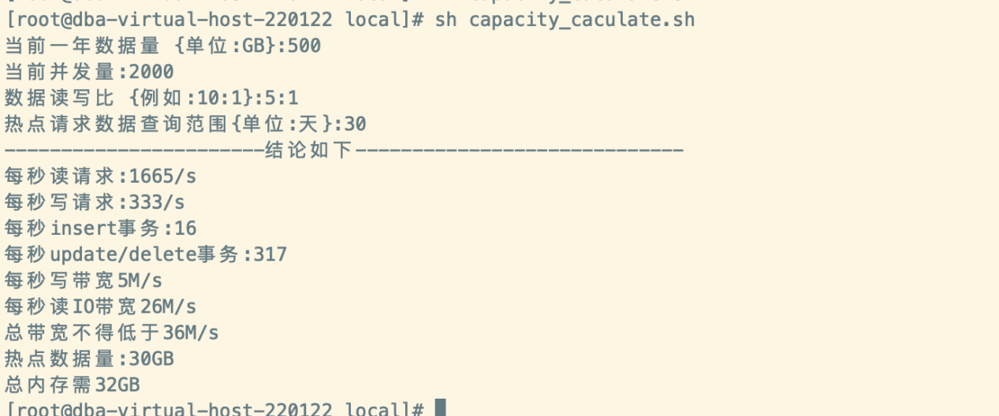 [root@dba-virtual-host-220122 local]# sh capacity_caculate.sh
当前一年数据量 {单位:GB}:500
当前并发量:2000
数据读写比 {例如:10:1}:5:1
热点请求数据查询范围{单位:天}:30
-----------------------结论如下-----------------------------
每秒读请求:1665/s
每秒写请求:333/s
每秒insert事务:16
每秒update/delete事务:317
每秒写带宽5M/s
每秒读IO带宽26M/s
总带宽不得低于36M/s
热点数据量:30GB
总内存需32GB
[root@dba-virtual-host-220122 local]#